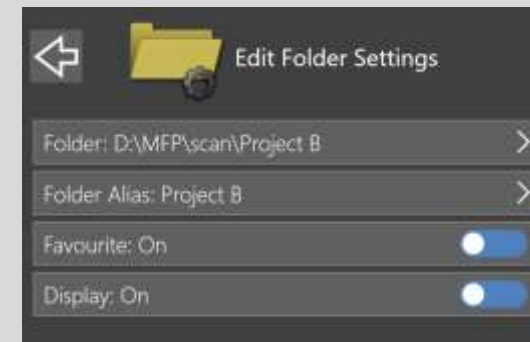 Edit Folder Settings
Folder: D:\MFP\scan\Project B
Folder Alias: Project B
Favourite: On
Display: On